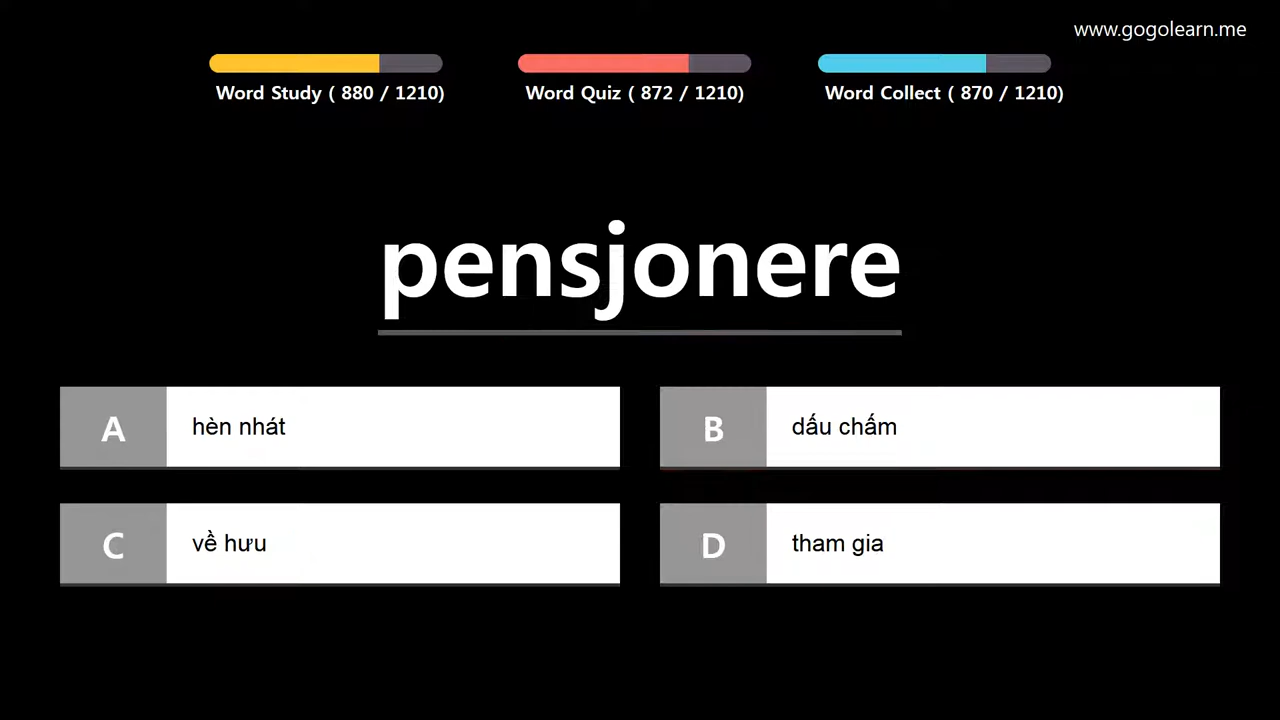 www.gogolearn.me
Word Study ( 880 / 1210)
Word Quiz ( 872 / 1210)
Word Collect ( 870 / 1210)
pensjonere
A
hèn nhát
B
dấu chấm
C
về hưu
D
tham gia